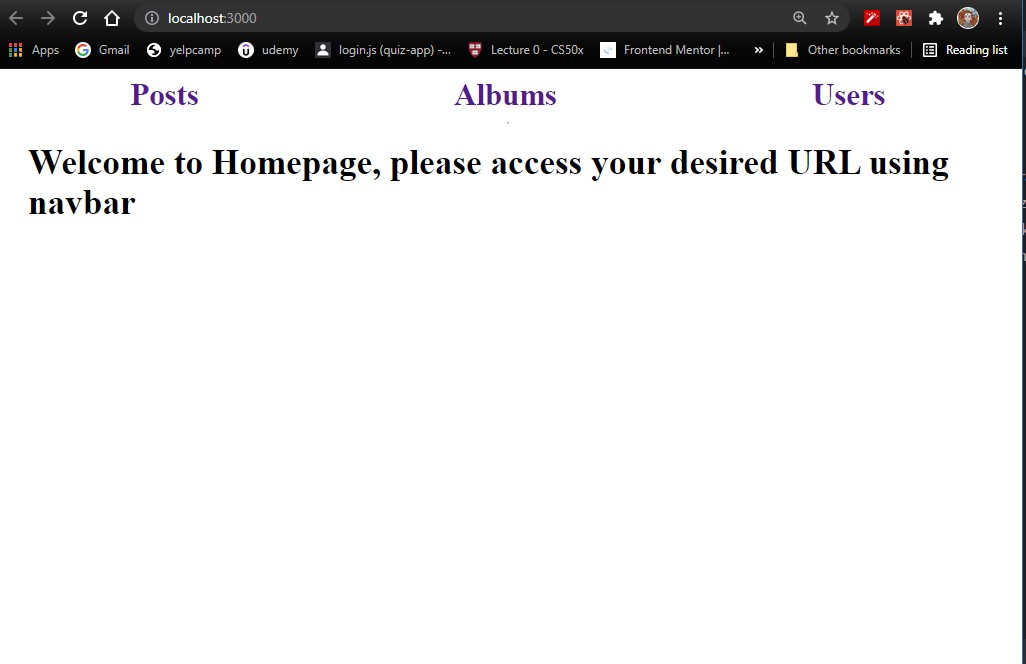 localhost:3000
Apps Gmail yelpcamp udemy login.js (quiz-app) -... Lecture 0 - CS50x Frontend Mentor |... » Other bookmarks Reading list
Posts Albums Users
Welcome to Homepage, please access your desired URL using
navbar